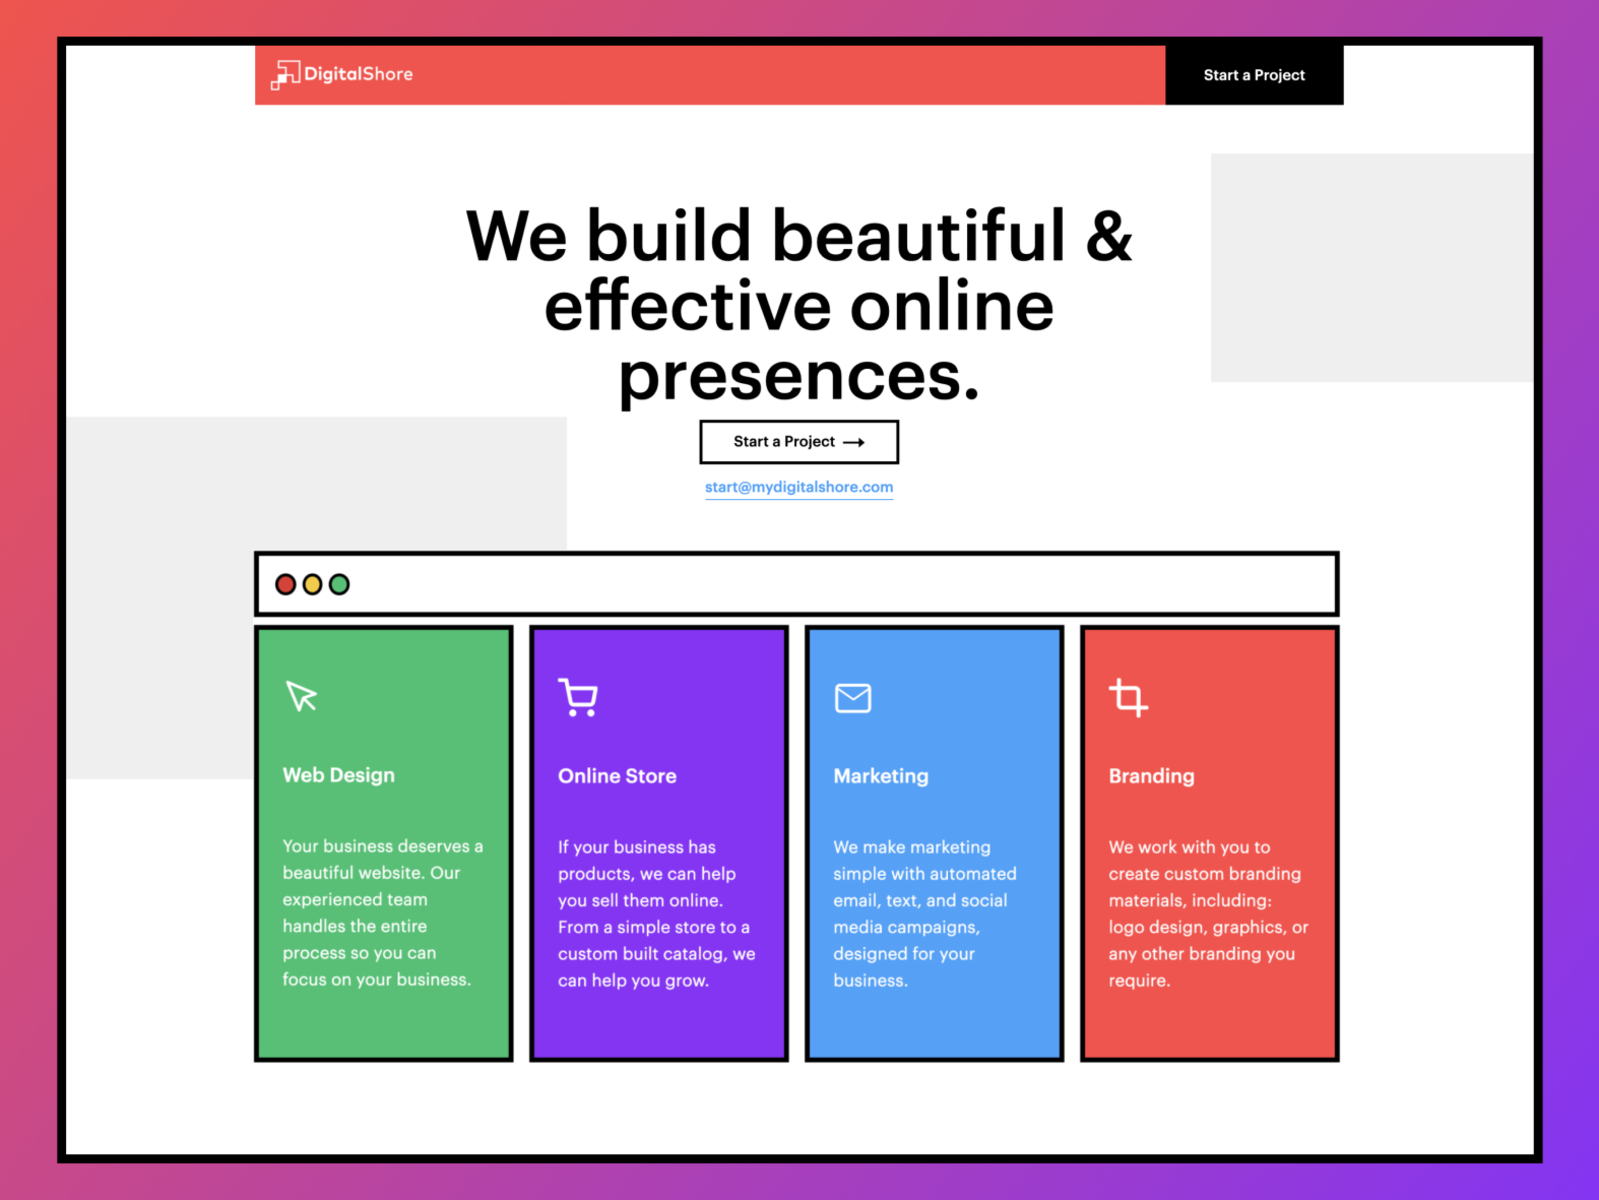 DigitalShore
Start a Project
We build beautiful &
effective online
presences.
Start a Project
start@mydigitalshore.com
Web Design
Your business deserves a
beautiful website. Our
experienced team
handles the entire
process so you can
focus on your business.
Online Store
If your business has
products, we can help
you sell them online.
From a simple store to a
custom built catalog, we
can help you grow.
Marketing
We make marketing
simple with automated
email, text, and social
media campaigns,
designed for your
business.
Branding
We work with you to
create custom branding
materials, including:
logo design, graphics, or
any other branding you
require.